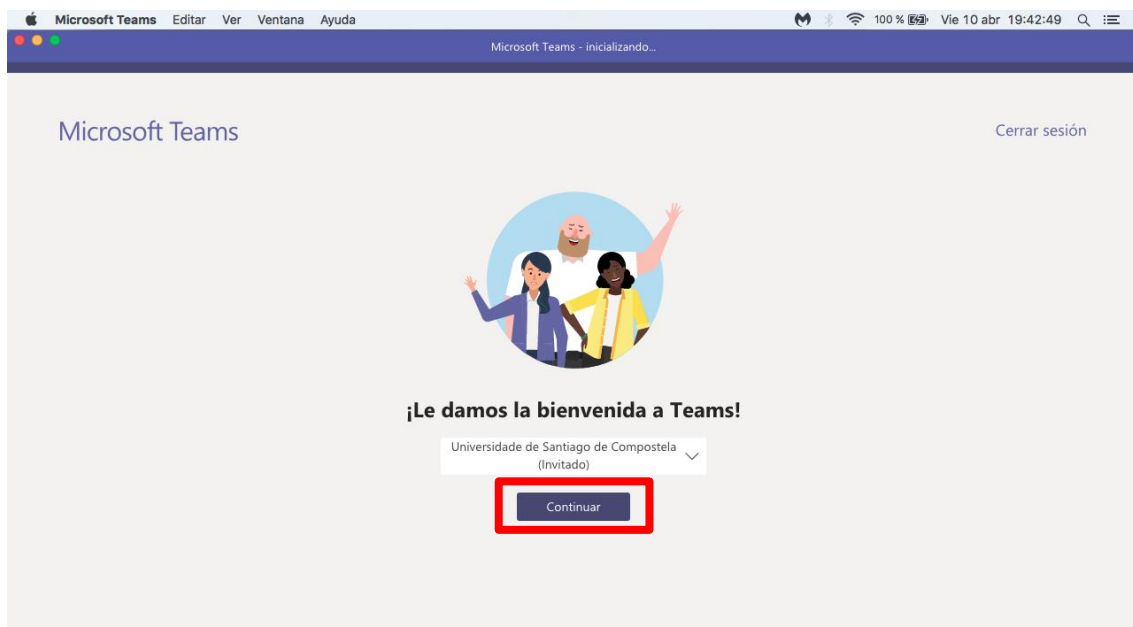 Microsoft Teams Editar Ver Ventana Ayuda 100 % Vie 10 abr 19:42:49
Microsoft Teams - inicializando...
Microsoft Teams Cerrar sesión
¡Le damos la bienvenida a Teams!
Universidade de Santiago de Compostela
(Invitado)
Continuar